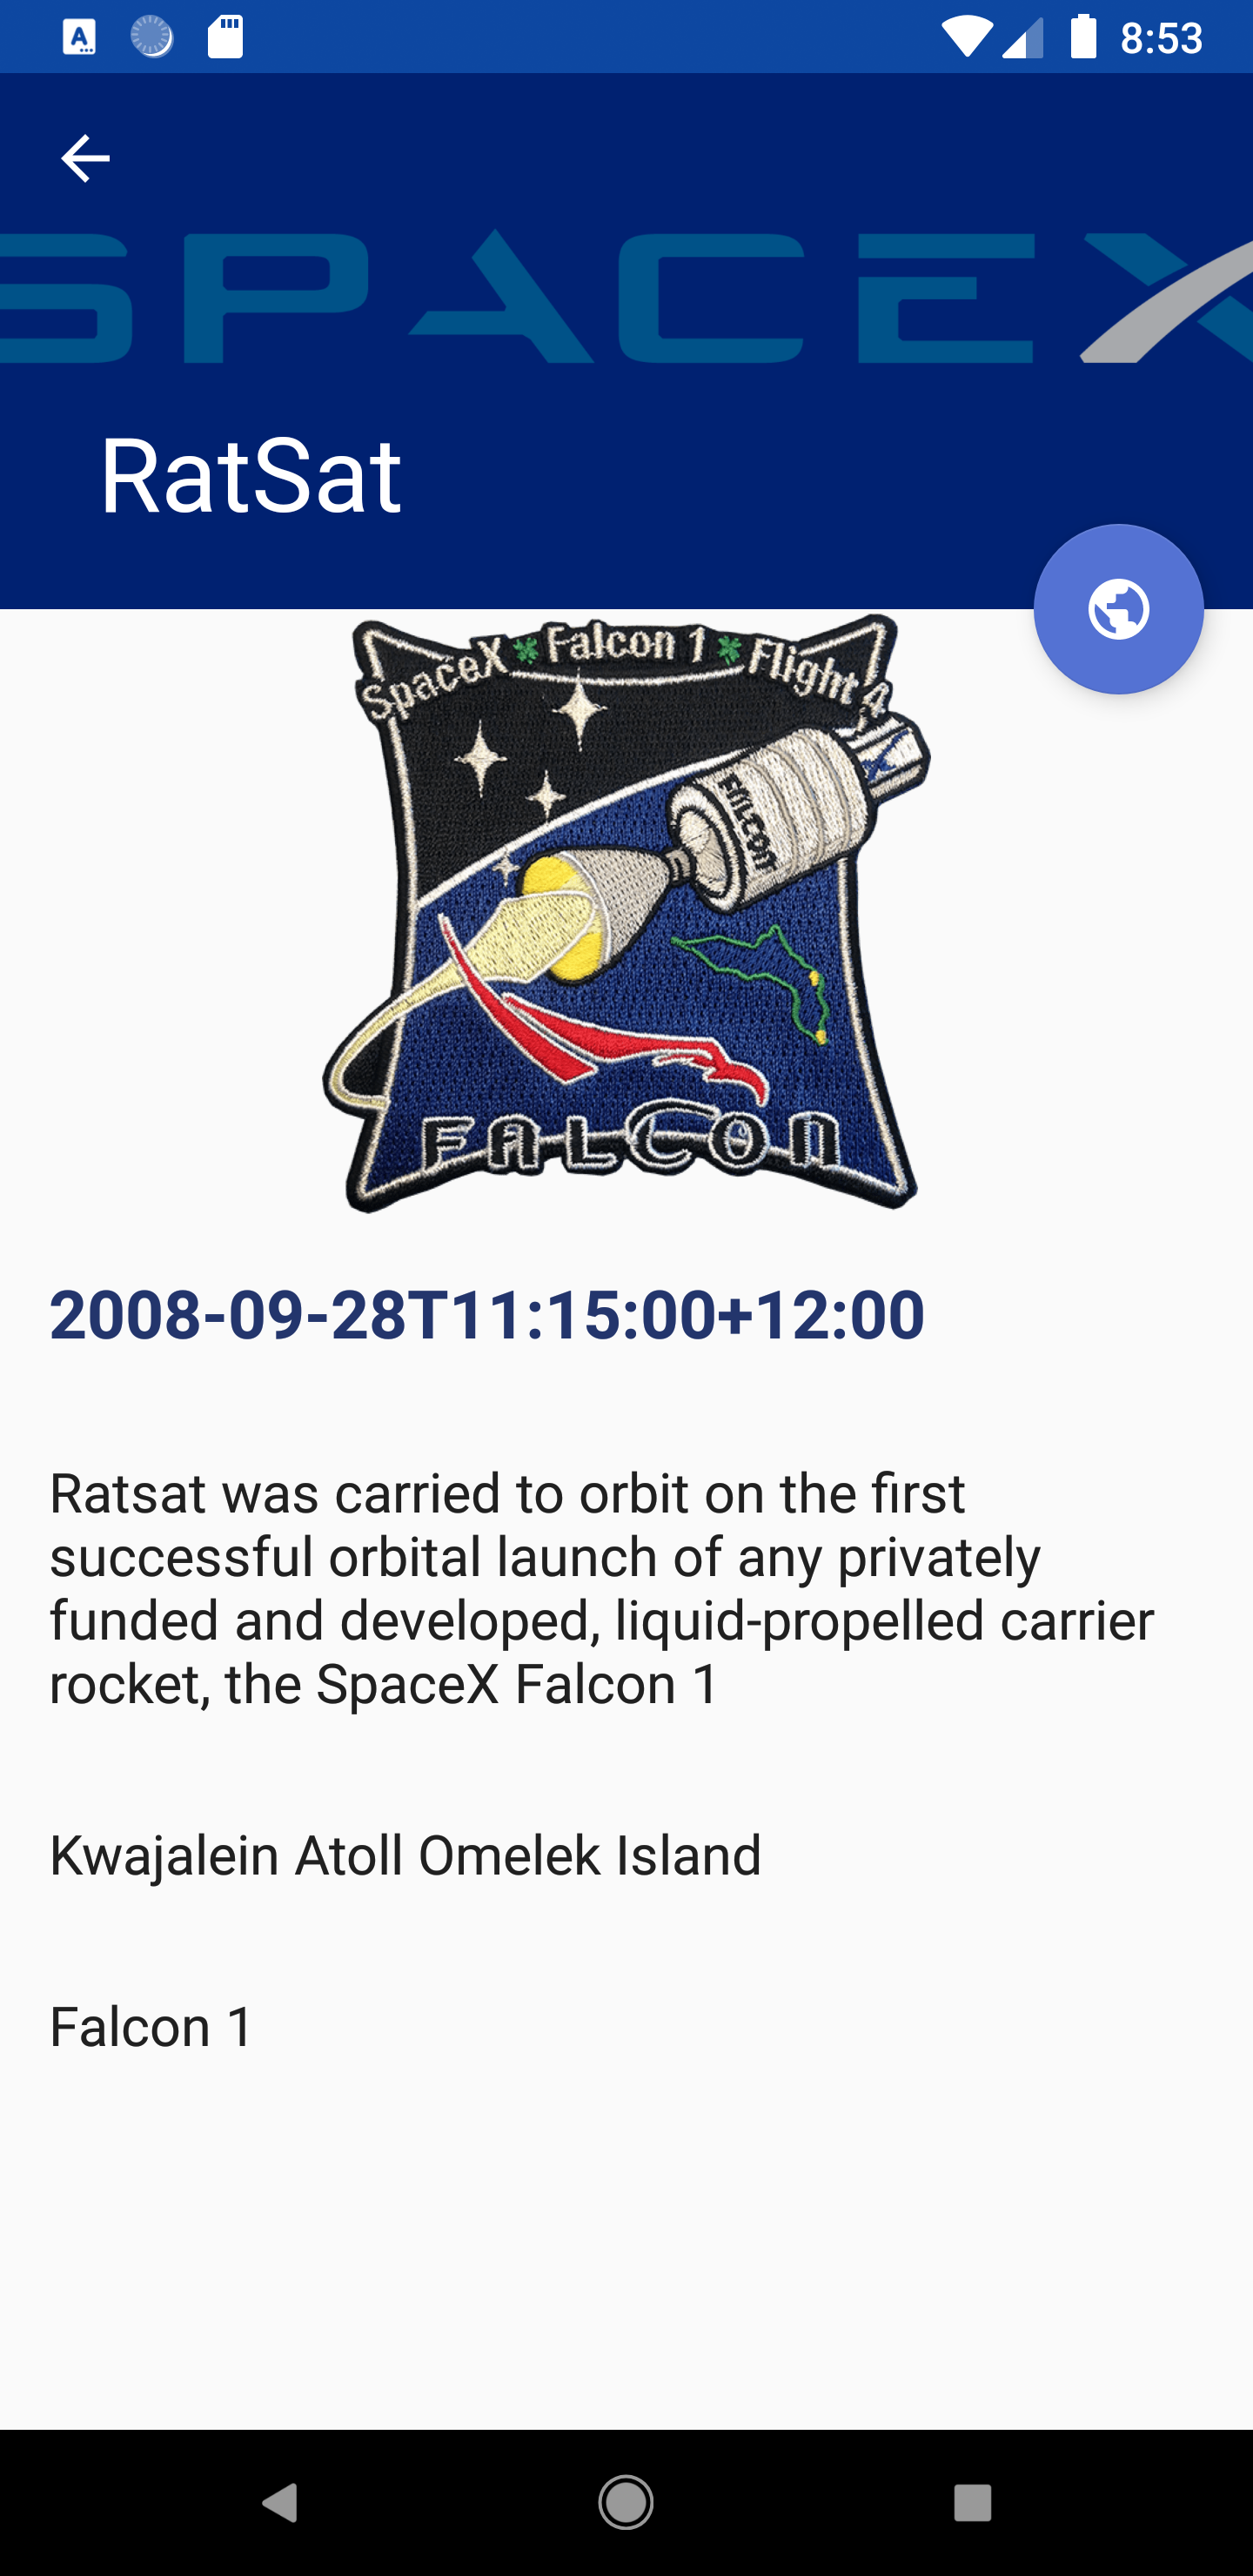 8:53
SPACEX
RatSat
SpaceX Falcon 1 Flight 4
FALCON
FALCON
2008-09-28T11:15:00+12:00
Ratsat was carried to orbit on the first
successful orbital launch of any privately
funded and developed, liquid-propelled carrier
rocket, the SpaceX Falcon 1
Kwajalein Atoll Omelek Island
Falcon 1